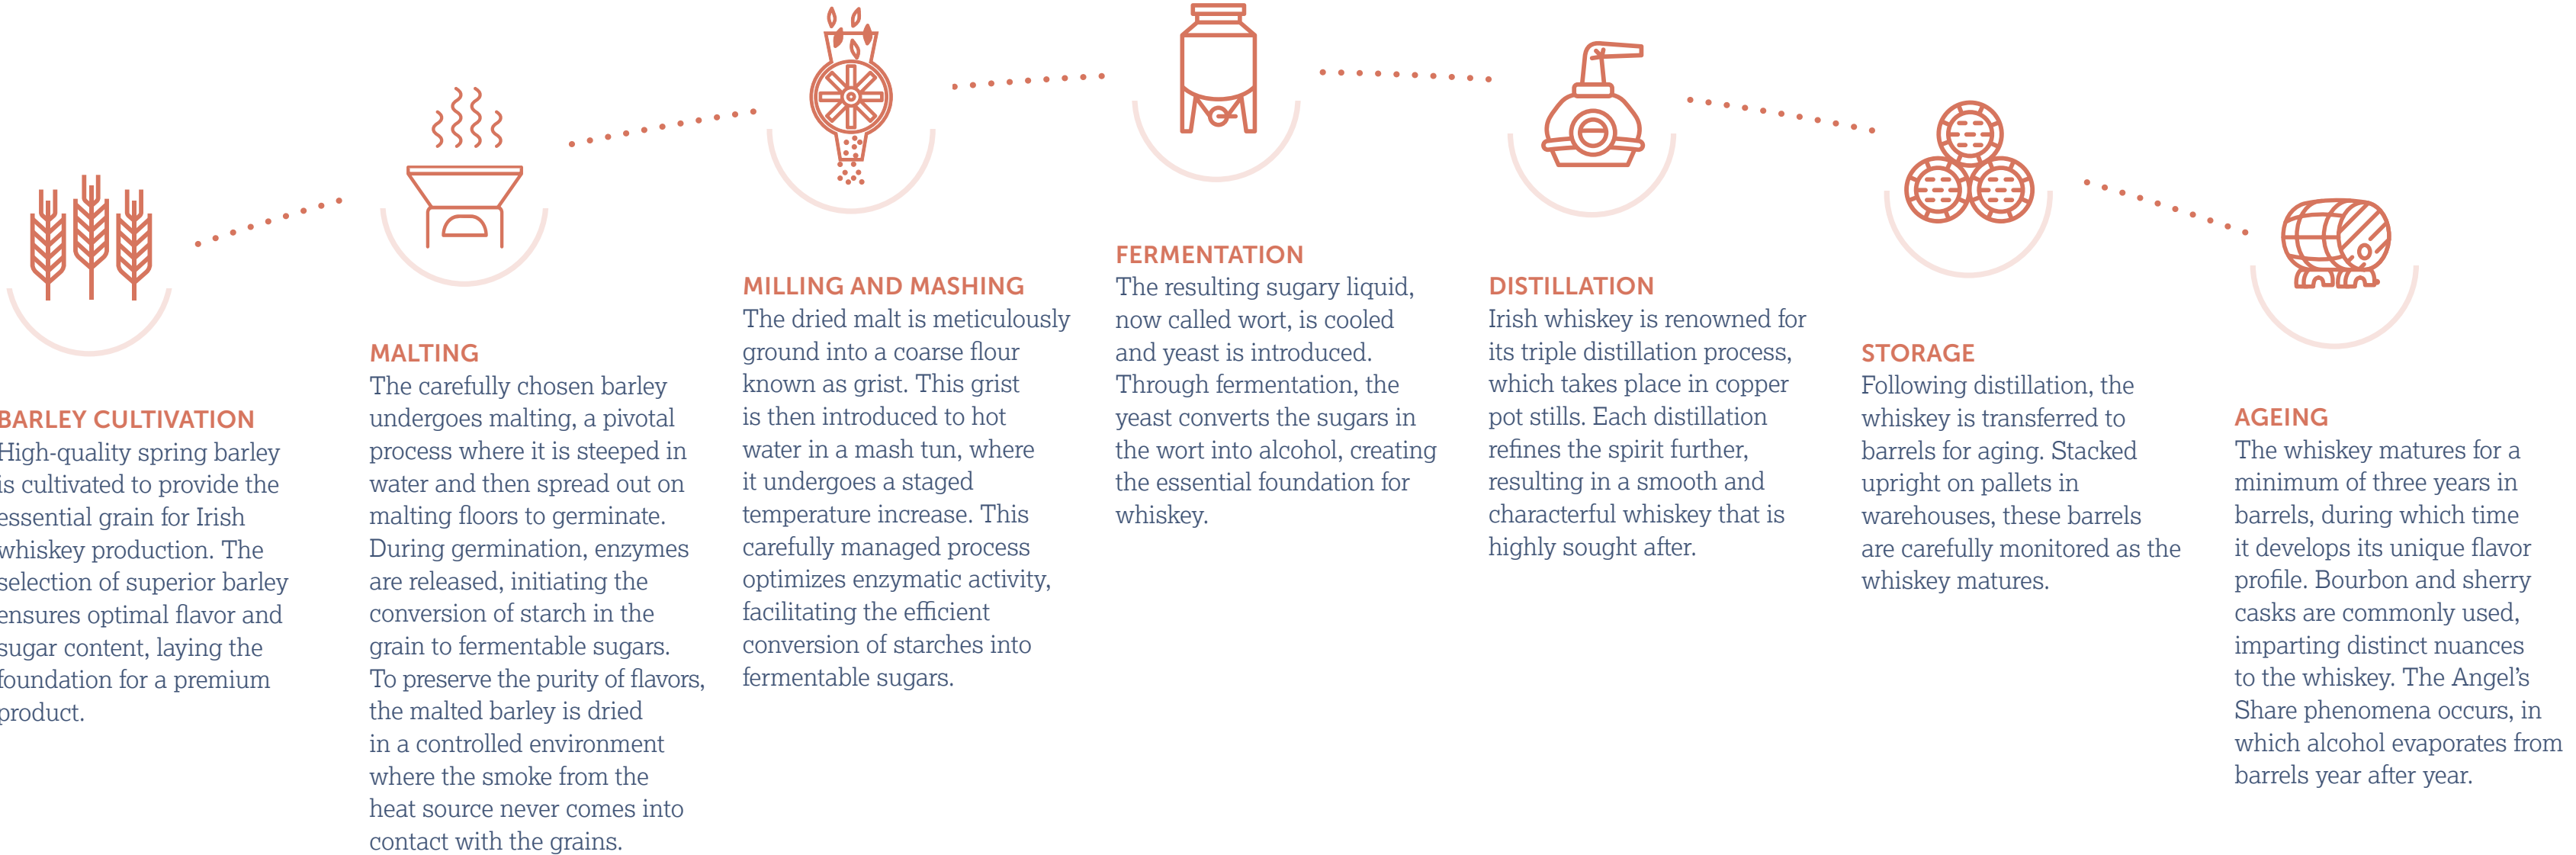 BARLEY CULTIVATION
High-quality spring barley
is cultivated to provide the
essential grain for Irish
whiskey production. The
selection of superior barley
ensures optimal flavor and
sugar content, laying the
foundation for a premium
product.
MALTING
The carefully chosen barley
undergoes malting, a pivotal
process where it is steeped in
water and then spread out on
malting floors to germinate.
During germination, enzymes
are released, initiating the
conversion of starch in the
grain to fermentable sugars.
To preserve the purity of flavors,
the malted barley is dried
in a controlled environment
where the smoke from the
heat source never comes into
contact with the grains.
MILLING AND MASHING
The dried malt is meticulously
ground into a coarse flour
known as grist. This grist
is then introduced to hot
water in a mash tun, where
it undergoes a staged
temperature increase. This
carefully managed process
optimizes enzymatic activity,
facilitating the efficient
conversion of starches into
fermentable sugars.
FERMENTATION
The resulting sugary liquid,
now called wort, is cooled
and yeast is introduced.
Through fermentation, the
yeast converts the sugars in
the wort into alcohol, creating
the essential foundation for
whiskey.
DISTILLATION
Irish whiskey is renowned for
its triple distillation process,
which takes place in copper
pot stills. Each distillation
refines the spirit further,
resulting in a smooth and
characterful whiskey that is
highly sought after.
STORAGE
Following distillation, the
whiskey is transferred to
barrels for aging. Stacked
upright on pallets in
warehouses, these barrels
are carefully monitored as the
whiskey matures.
AGEING
The whiskey matures for a
minimum of three years in
barrels, during which time
it develops its unique flavor
profile. Bourbon and sherry
casks are commonly used,
imparting distinct nuances
to the whiskey. The Angel’s
Share phenomena occurs, in
which alcohol evaporates from
barrels year after year.